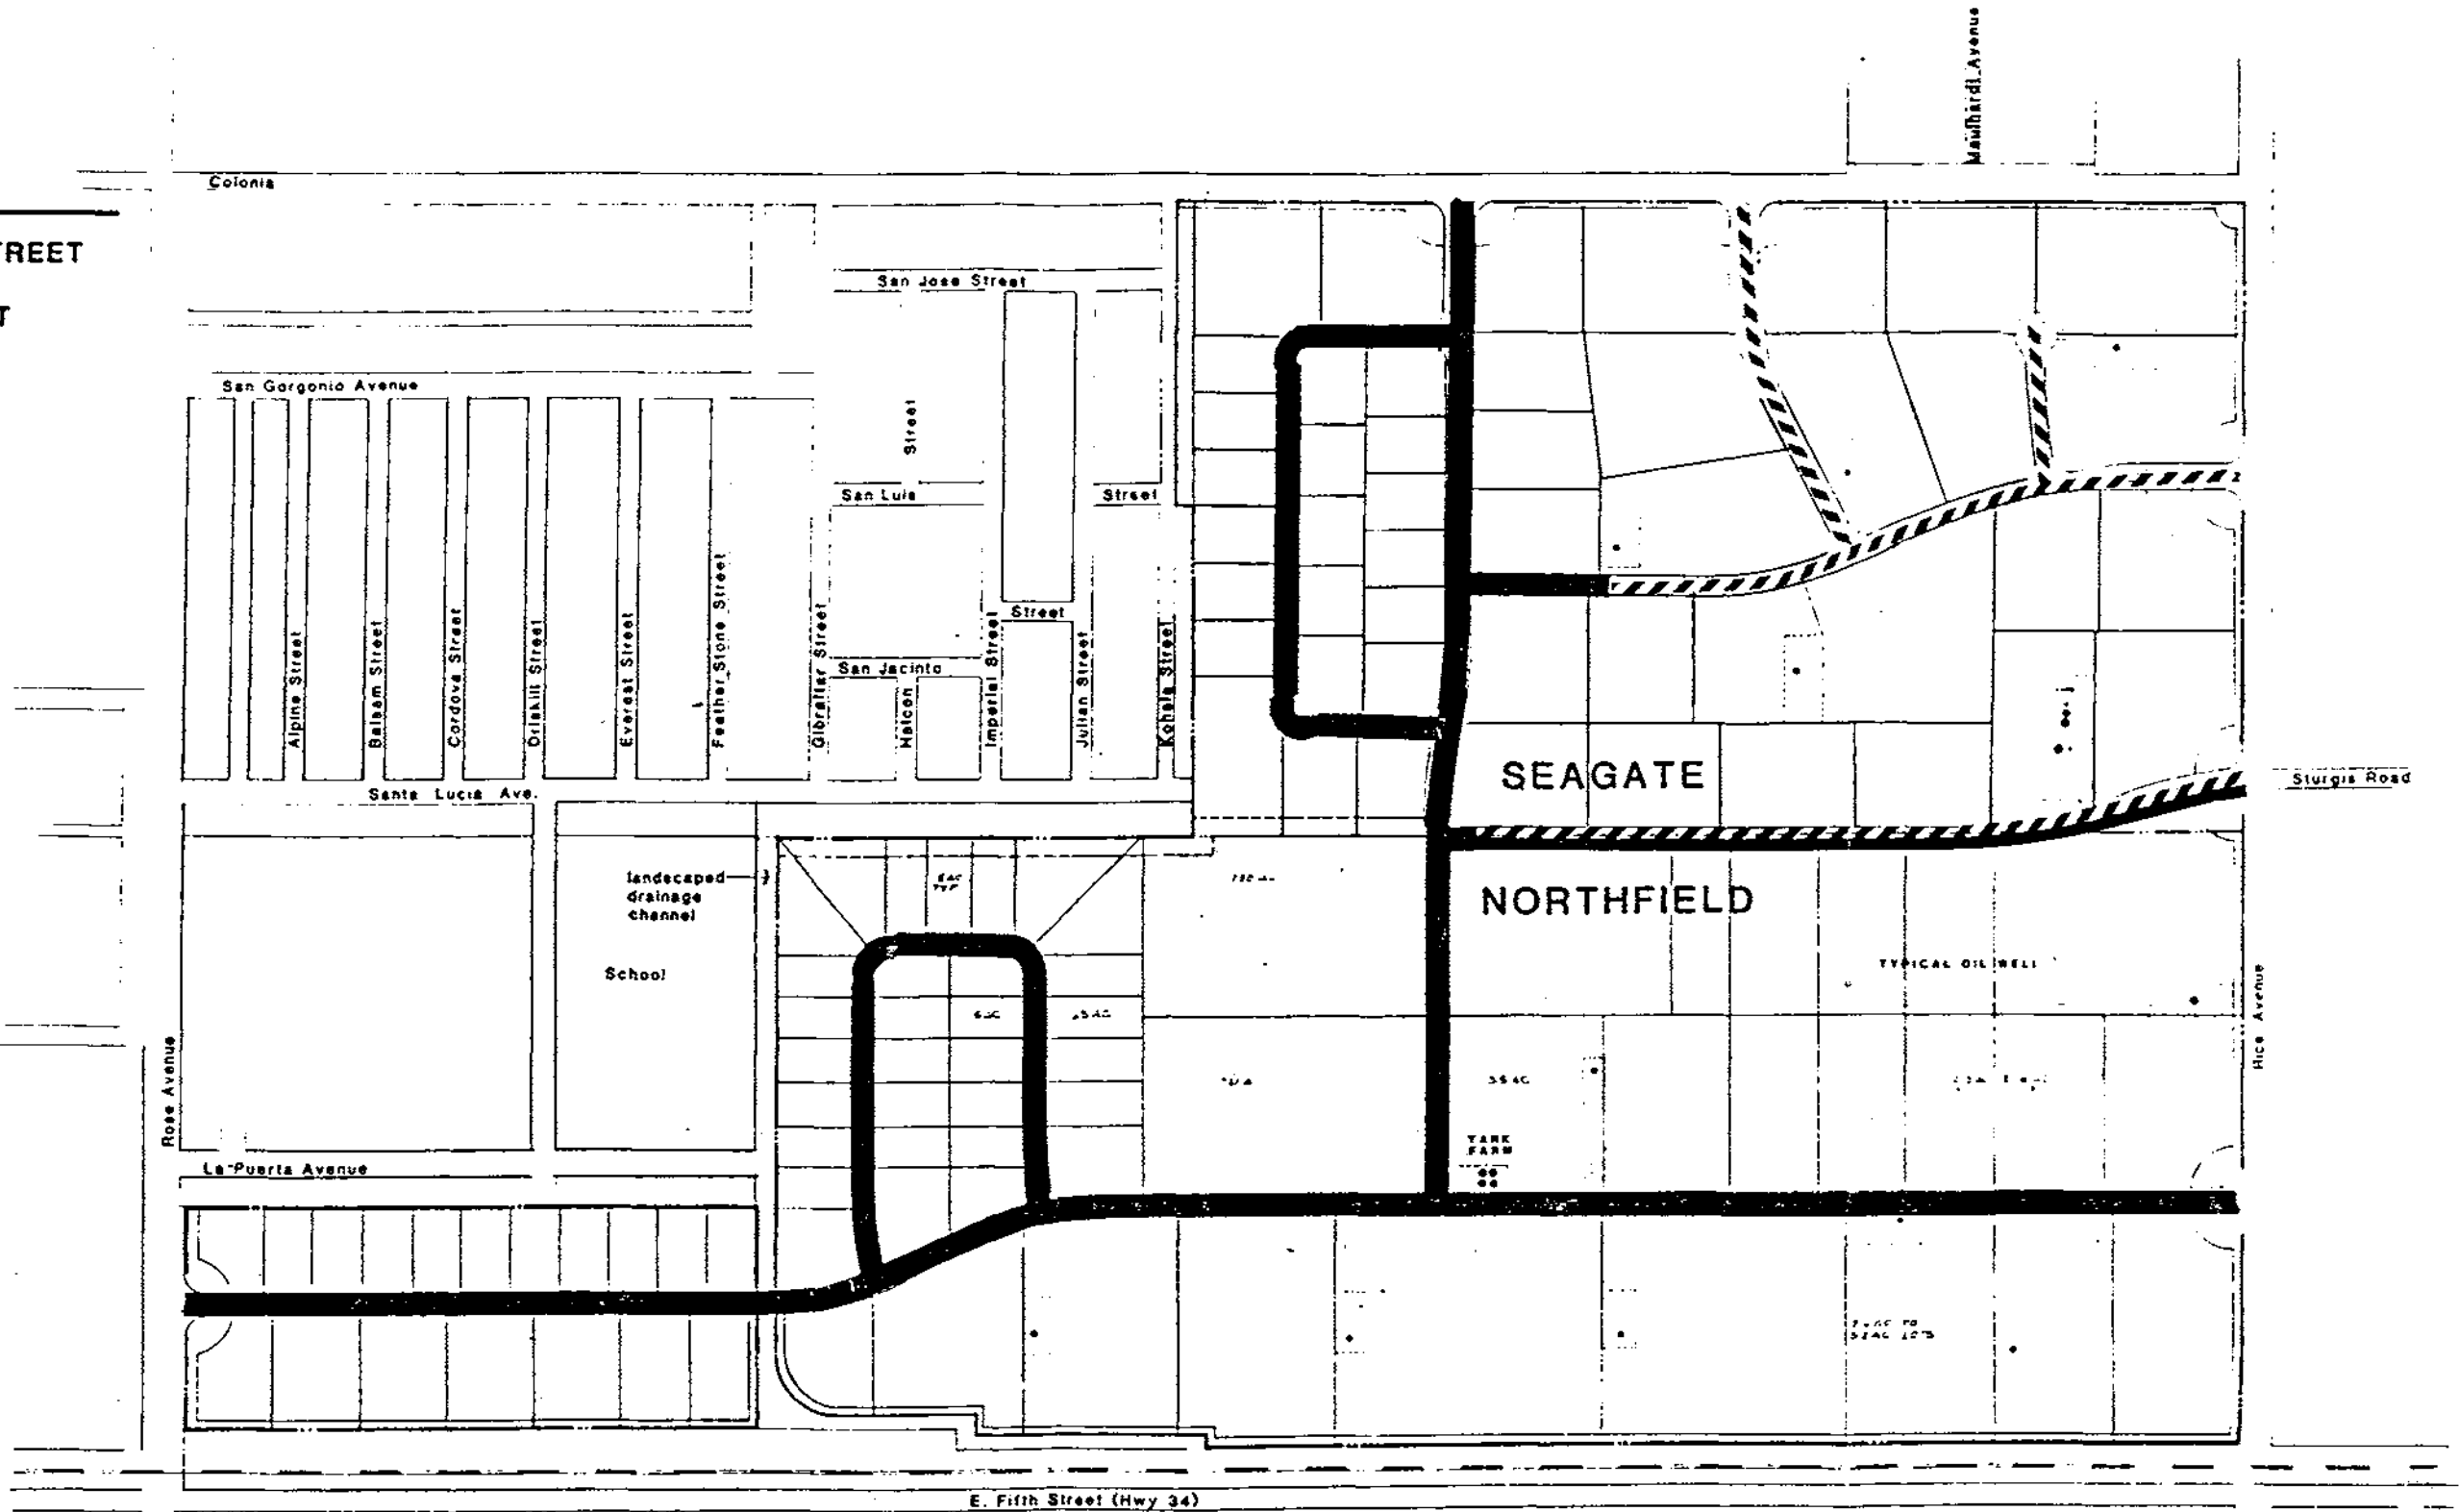 Maulhardt Avenue
Colonia
TREET
T
San Jose Street
San Gorgonio Avenue
Street
San Luis
Street
Street
San Jacinto
Alpine Street
Balsam Street
Cordova Street
Driskill Street
Everest Street
Feather Stone Street
Gibraltar Street
Halcon
Imperial Street
Julian Street
Kohala Street
SEAGATE
Sturgis Road
Santa Lucia Ave.
landscaped
drainage
channel
NORTHFIELD
TYPICAL OIL WELL
School
Rice Avenue
Rose Avenue
TANK
FARM
La Puerta Avenue
E. Fifth Street (Hwy 34)